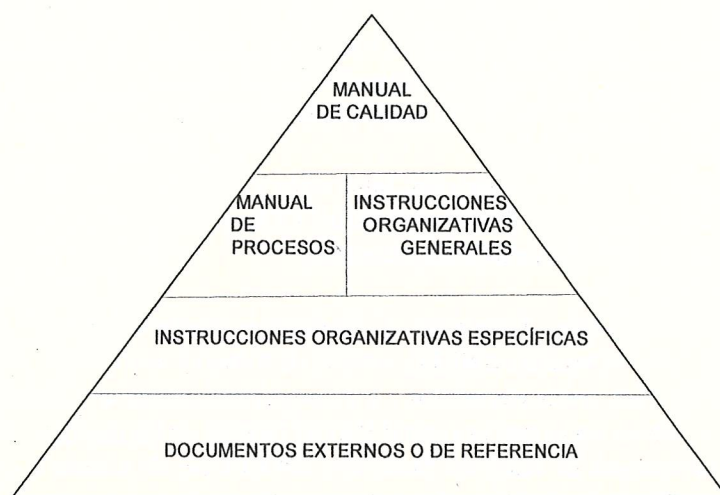 MANUAL
DE CALIDAD
MANUAL
DE
PROCESOS
INSTRUCCIONES
ORGANIZATIVAS
GENERALES
INSTRUCCIONES ORGANIZATIVAS ESPECÍFICAS
DOCUMENTOS EXTERNOS O DE REFERENCIA